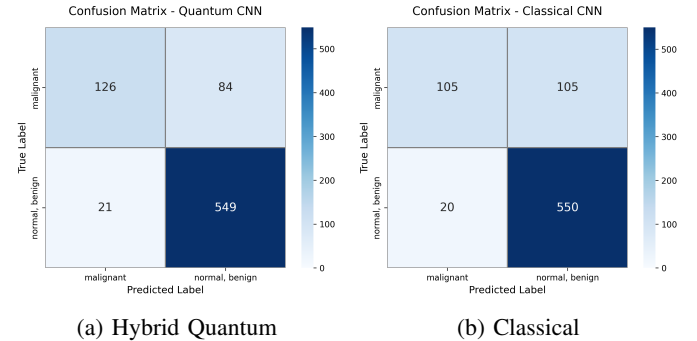 Confusion Matrix - Quantum CNN
malignant
normal, benign
True Label
126
84
21
549
malignant
normal, benign
Predicted Label
500
400
300
200
100
0
(a) Hybrid Quantum
Confusion Matrix - Classical CNN
malignant
normal, benign
True Label
105
105
20
550
malignant
normal, benign
Predicted Label
500
400
300
200
100
0
(b) Classical